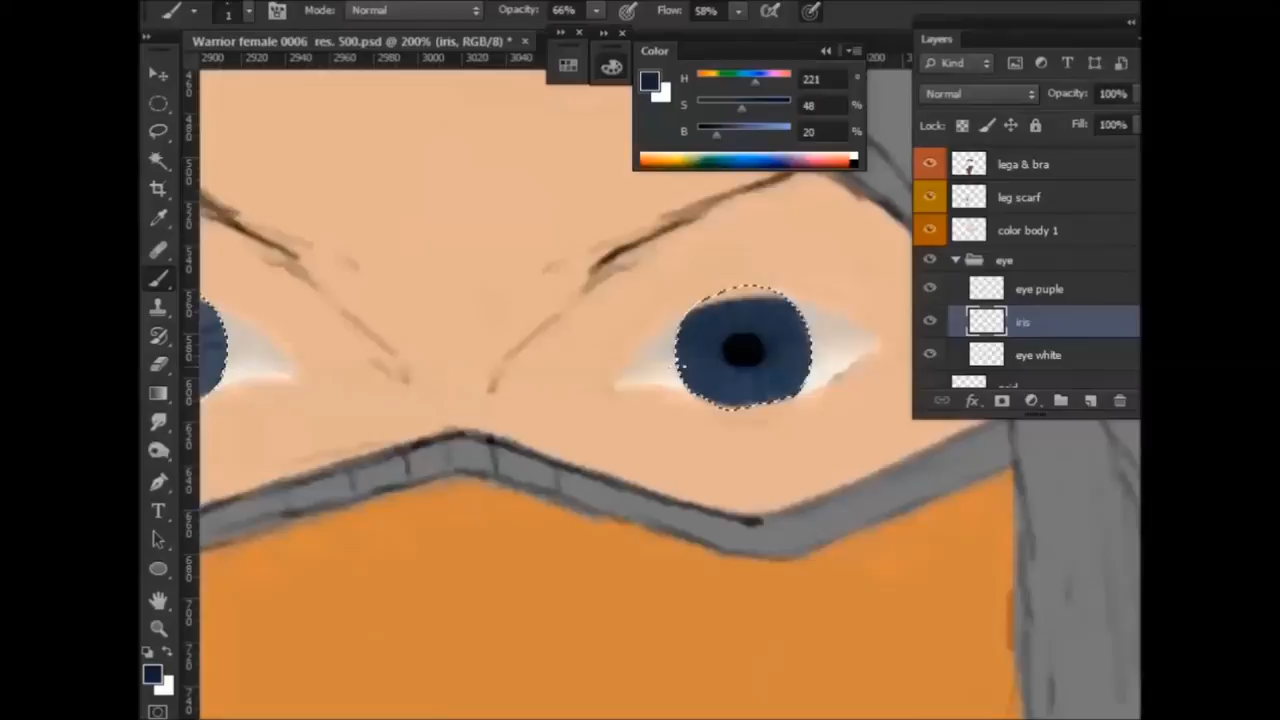 1 Mode: Normal Opacity: 66% Flow: 58%
Warrior female 0006 res. 500.psd @ 200% (iris, RGB/8) * ×
2900 2920 2940 2960 2980 3000 3020 3040
Color
H 221 °
S 48 %
B 20 %
Layers
Kind
Normal Opacity: 100%
Lock: Fill: 100%
lega & bra
leg scarf
color body 1
eye
eye puple
iris
eye white